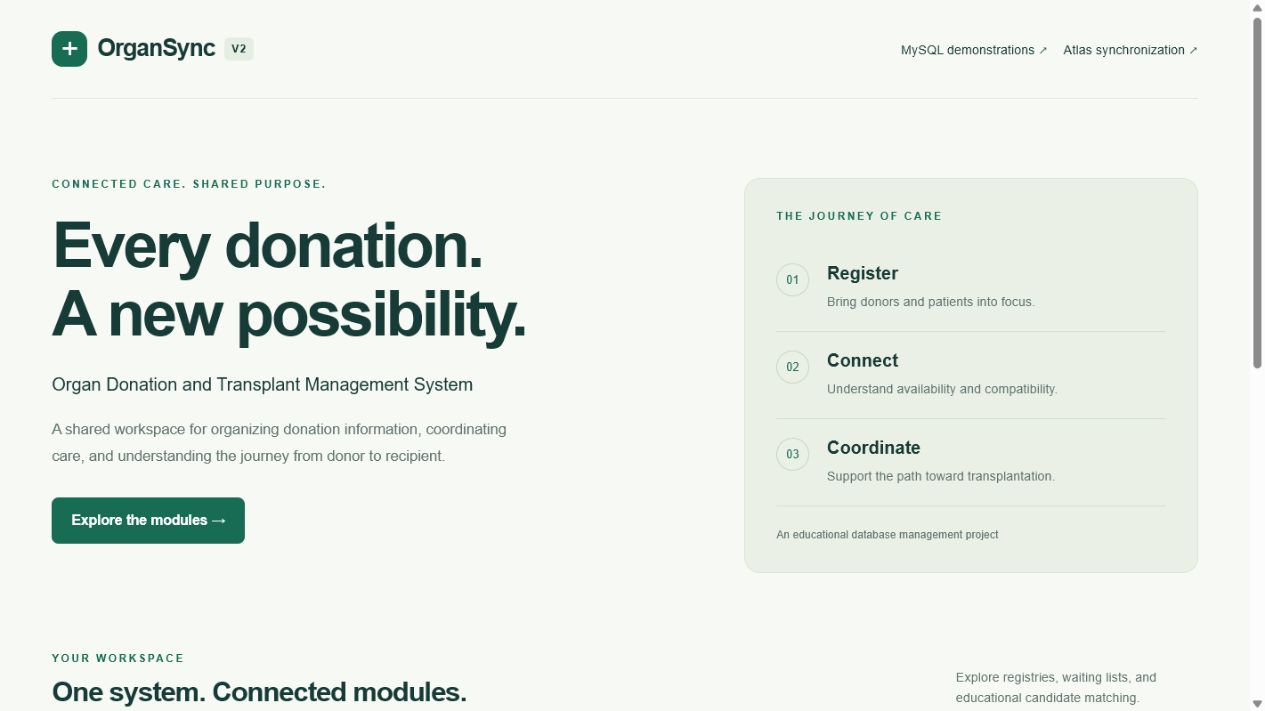 OrganSync V2
MySQL demonstrations ↗ Atlas synchronization ↗
CONNECTED CARE. SHARED PURPOSE.
Every donation.
A new possibility.
Organ Donation and Transplant Management System
A shared workspace for organizing donation information, coordinating
care, and understanding the journey from donor to recipient.
Explore the modules →
THE JOURNEY OF CARE
01 Register
Bring donors and patients into focus.
02 Connect
Understand availability and compatibility.
03 Coordinate
Support the path toward transplantation.
An educational database management project
YOUR WORKSPACE
One system. Connected modules.
Explore registries, waiting lists, and
educational candidate matching.